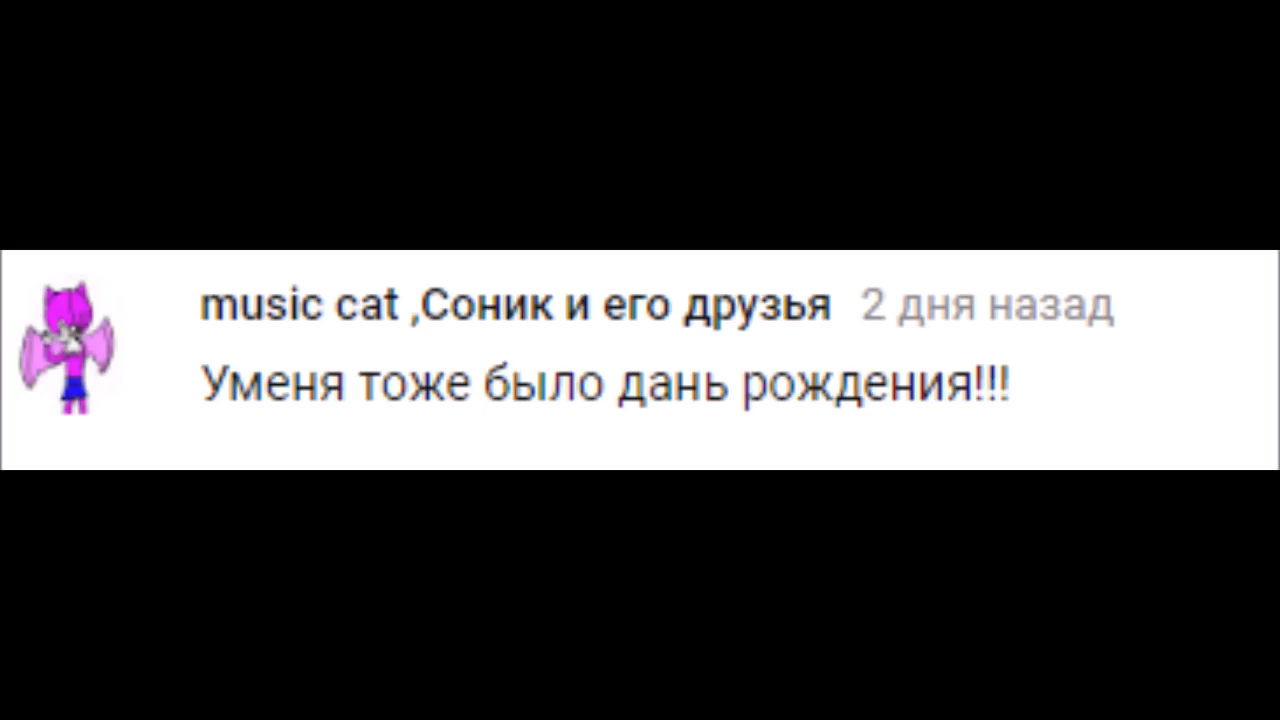 music cat ,Соник и его друзья 2 дня назад
Уменя тоже было дань рождения!!!